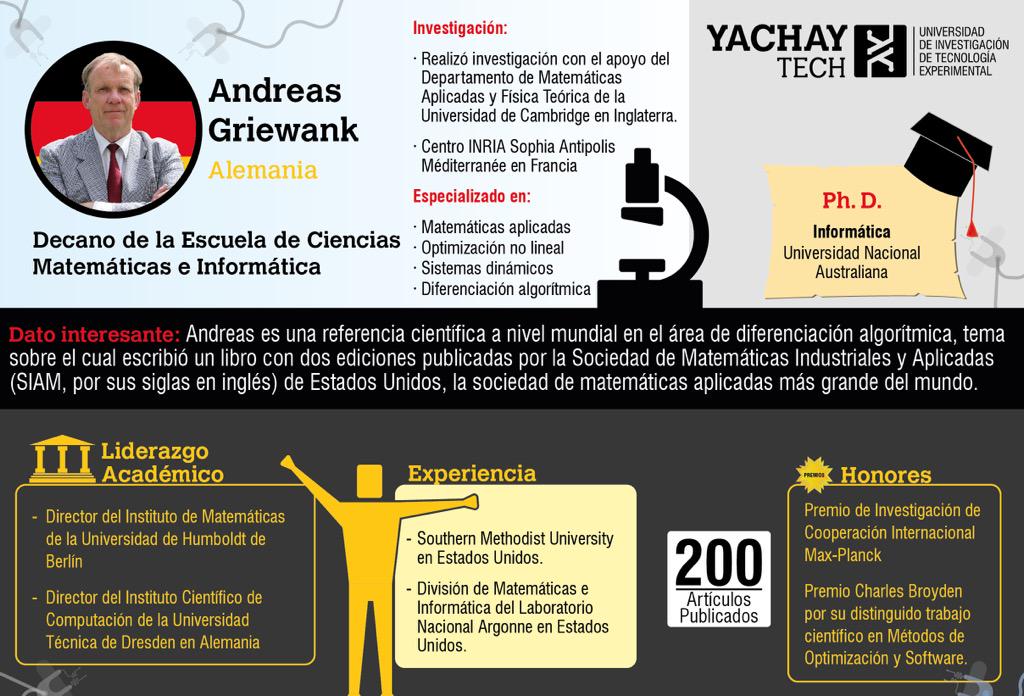 Andreas
Griewank
Alemania
Decano de la Escuela de Ciencias
Matemáticas e Informática
Investigación:
· Realizó investigación con el apoyo del
Departamento de Matemáticas
Aplicadas y Física Teórica de la
Universidad de Cambridge en Inglaterra.
· Centro INRIA Sophia Antipolis
Méditerranée en Francia
Especializado en:
· Matemáticas aplicadas
· Optimización no lineal
· Sistemas dinámicos
· Diferenciación algorítmica
YACHAY
TECH
UNIVERSIDAD
DE INVESTIGACIÓN
DE TECNOLOGÍA
EXPERIMENTAL
Ph. D.
Informática
Universidad Nacional
Australiana
Dato interesante: Andreas es una referencia científica a nivel mundial en el área de diferenciación algorítmica, tema
sobre el cual escribió un libro con dos ediciones publicadas por la Sociedad de Matemáticas Industriales y Aplicadas
(SIAM, por sus siglas en inglés) de Estados Unidos, la sociedad de matemáticas aplicadas más grande del mundo.
Liderazgo
Académico
- Director del Instituto de Matemáticas
de la Universidad de Humboldt de
Berlín
- Director del Instituto Científico de
Computación de la Universidad
Técnica de Dresden en Alemania
Experiencia
- Southern Methodist University
en Estados Unidos.
- División de Matemáticas e
Informática del Laboratorio
Nacional Argonne en Estados
Unidos.
200
Artículos
Publicados
PREMIOS
Honores
Premio de Investigación de
Cooperación Internacional
Max-Planck
Premio Charles Broyden
por su distinguido trabajo
científico en Métodos de
Optimización y Software.